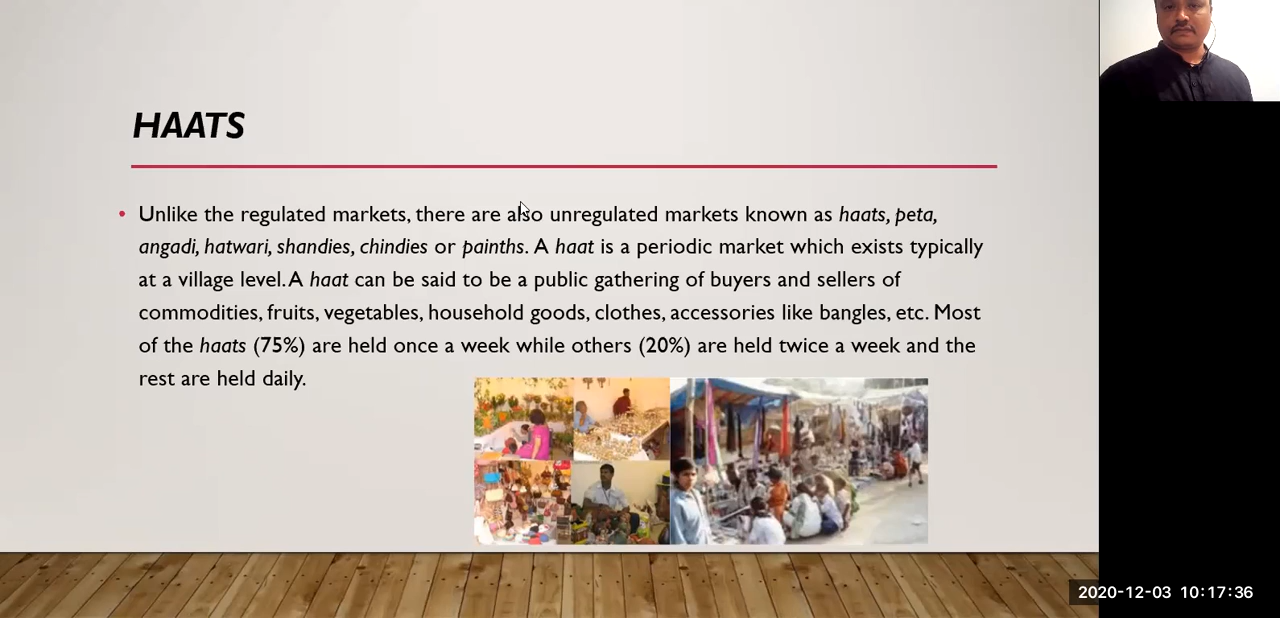 HAATS
• Unlike the regulated markets, there are also unregulated markets known as haats, peta,
angadi, hatwari, shandies, chindies or painths. A haat is a periodic market which exists typically
at a village level. A haat can be said to be a public gathering of buyers and sellers of
commodities, fruits, vegetables, household goods, clothes, accessories like bangles, etc. Most
of the haats (75%) are held once a week while others (20%) are held twice a week and the
rest are held daily.
2020-12-03 10:17:36